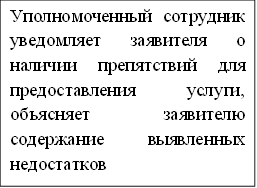 Уполномоченный сотрудник
уведомляет заявителя о
наличии препятствий для
предоставления услуги,
объясняет заявителю
содержание выявленных
недостатков